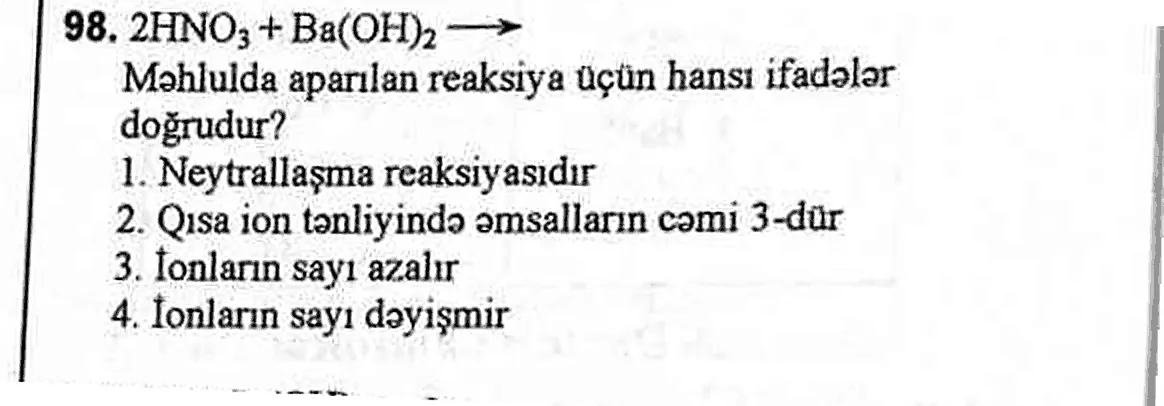 98. 2HNO₃ + Ba(OH)₂ ⟶
Məhlulda aparılan reaksiya üçün hansı ifadələr
doğrudur?
1. Neytrallaşma reaksiyasıdır
2. Qısa ion tənliyində əmsalların cəmi 3-dür
3. İonların sayı azalır
4. İonların sayı dəyişmir